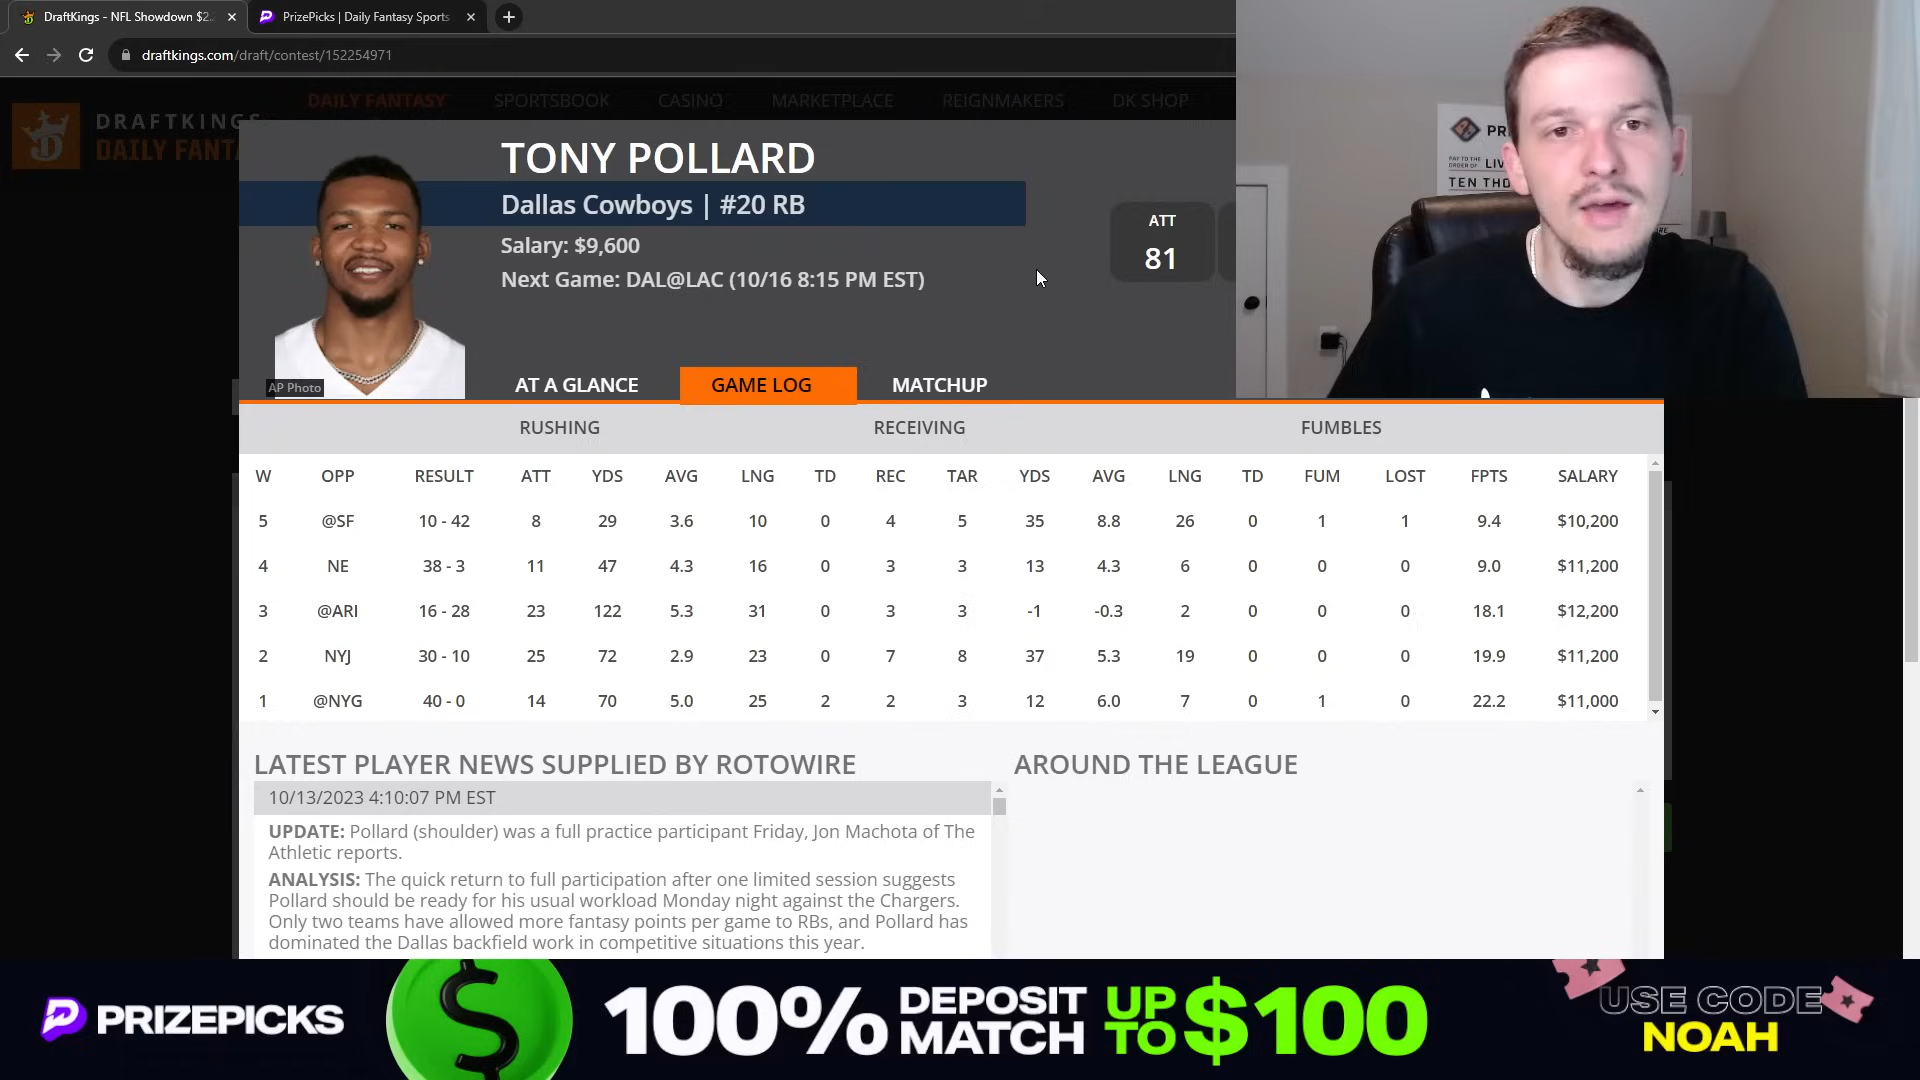 DraftKings - NFL Showdown $2.
PrizePicks | Daily Fantasy Sports
draftkings.com/draft/contest/152254971
DAILY FANTASY SPORTSBOOK CASINO MARKETPLACE REIGNMAKERS DK SHOP
DRAFTKINGS
DAILY FANTA
TONY POLLARD
Dallas Cowboys | #20 RB
Salary: $9,600
Next Game: DAL@LAC (10/16 8:15 PM EST)
ATT
81
AP Photo
AT A GLANCE GAME LOG MATCHUP
RUSHING RECEIVING FUMBLES
W OPP RESULT ATT YDS AVG LNG TD REC TAR YDS AVG LNG TD FUM LOST FPTS SALARY
5 @SF 10 - 42 8 29 3.6 10 0 4 5 35 8.8 26 0 1 1 9.4 $10,200
4 NE 38 - 3 11 47 4.3 16 0 3 3 13 4.3 6 0 0 0 9.0 $11,200
3 @ARI 16 - 28 23 122 5.3 31 0 3 3 -1 -0.3 2 0 0 0 18.1 $12,200
2 NYJ 30 - 10 25 72 2.9 23 0 7 8 37 5.3 19 0 0 0 19.9 $11,200
1 @NYG 40 - 0 14 70 5.0 25 2 2 3 12 6.0 7 0 1 0 22.2 $11,000
LATEST PLAYER NEWS SUPPLIED BY ROTOWIRE
10/13/2023 4:10:07 PM EST
UPDATE: Pollard (shoulder) was a full practice participant Friday, Jon Machota of The
Athletic reports.
ANALYSIS: The quick return to full participation after one limited session suggests
Pollard should be ready for his usual workload Monday night against the Chargers.
Only two teams have allowed more fantasy points per game to RBs, and Pollard has
dominated the Dallas backfield work in competitive situations this year.
AROUND THE LEAGUE
PR
LIV
TEN THO
PRIZEPICKS
$
100% DEPOSIT MATCH UP TO $100
USE CODE
NOAH